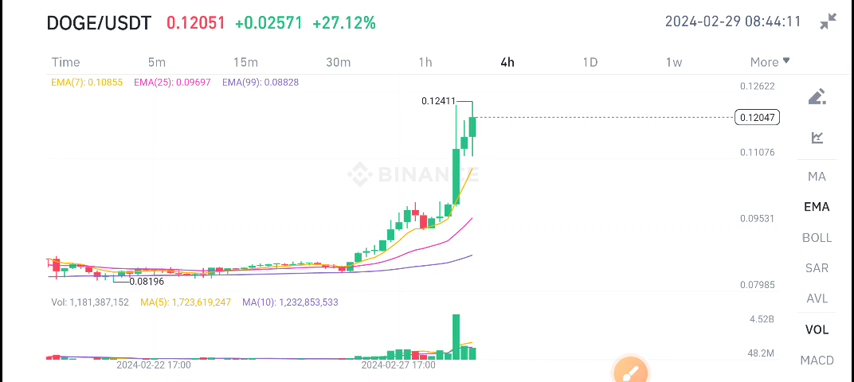 DOGE/USDT 0.12051 +0.02571 +27.12% 2024-02-29 08:44:11
Time 5m 15m 30m 1h 4h 1D 1w More
EMA(7): 0.10855 EMA(25): 0.09697 EMA(99): 0.08828
0.12622
0.12411
0.12047
0.11076
BINANCE
MA
EMA
0.09531
BOLL
SAR
0.08196
0.07985
AVL
Vol: 1,181,387,152 MA(5): 1,723,619,247 MA(10): 1,232,853,533
4.52B
VOL
48.2M
MACD
2024-02-22 17:00 2024-02-27 17:00